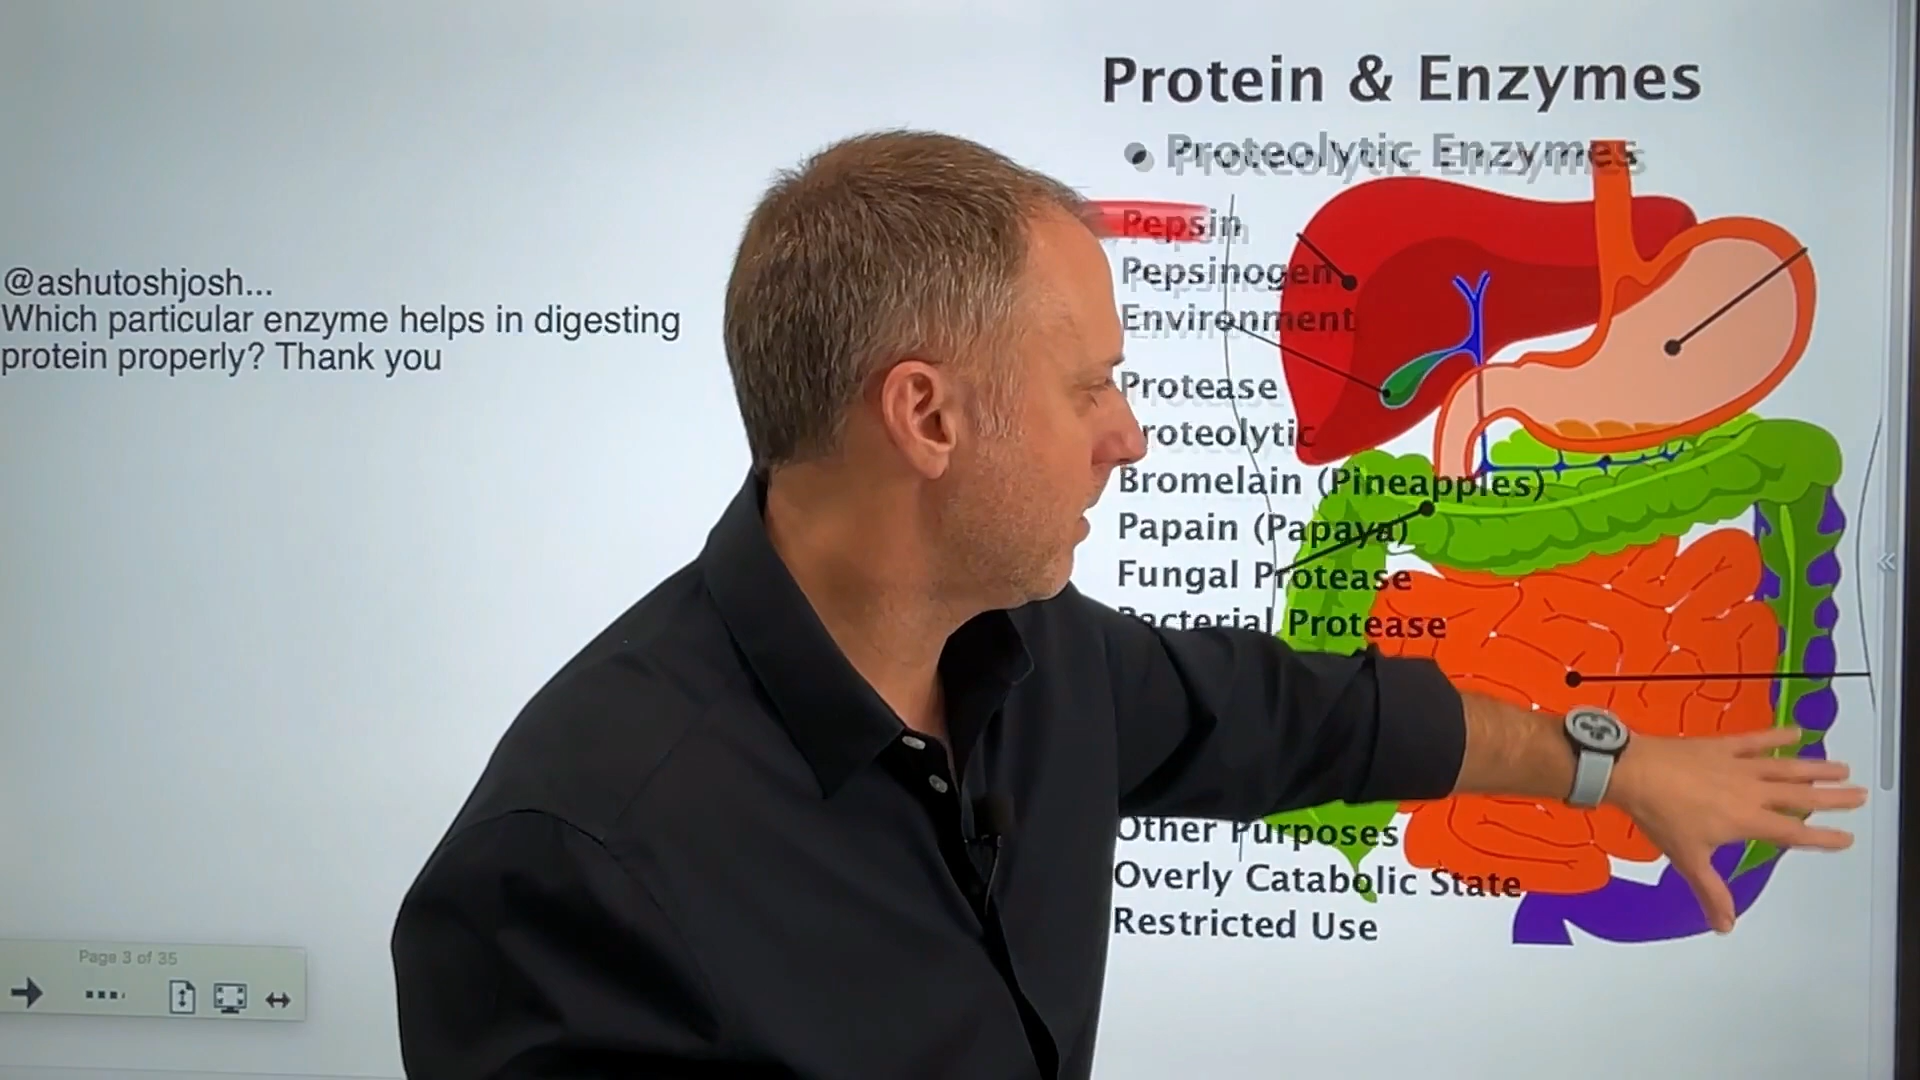 @ashutoshjosh...
Which particular enzyme helps in digesting
protein properly? Thank you
Protein & Enzymes
• Proteolytic Enzymes
Pepsin
Pepsinogen
Environment
Protease
roteolytic
Bromelain (Pineapples)
Papain (Papaya)
Fungal Protease
Bacterial Protease
Other Purposes
Overly Catabolic State
Restricted Use
Page 3 of 35